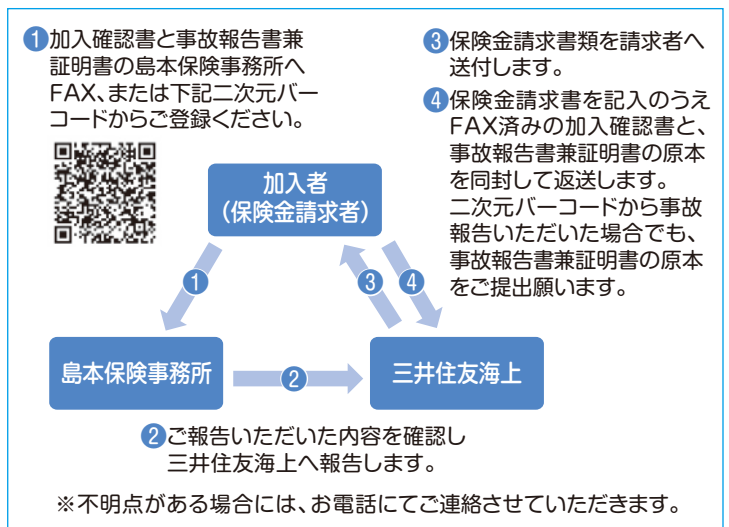 ❶加入確認書と事故報告書兼
証明書の島本保険事務所へ
FAX、または下記二次元バー
コードからご登録ください。
❸保険金請求書類を請求者へ
送付します。
❹保険金請求書を記入のうえ
FAX済みの加入確認書と、
事故報告書兼証明書の原本
を同封して返送します。
二次元バーコードから事故
報告いただいた場合でも、
事故報告書兼証明書の原本
をご提出願います。
加入者
（保険金請求者）
❶
❸
❹
島本保険事務所
❷
三井住友海上
❷ご報告いただいた内容を確認し
三井住友海上へ報告します。
※不明点がある場合には、お電話にてご連絡させていただきます。